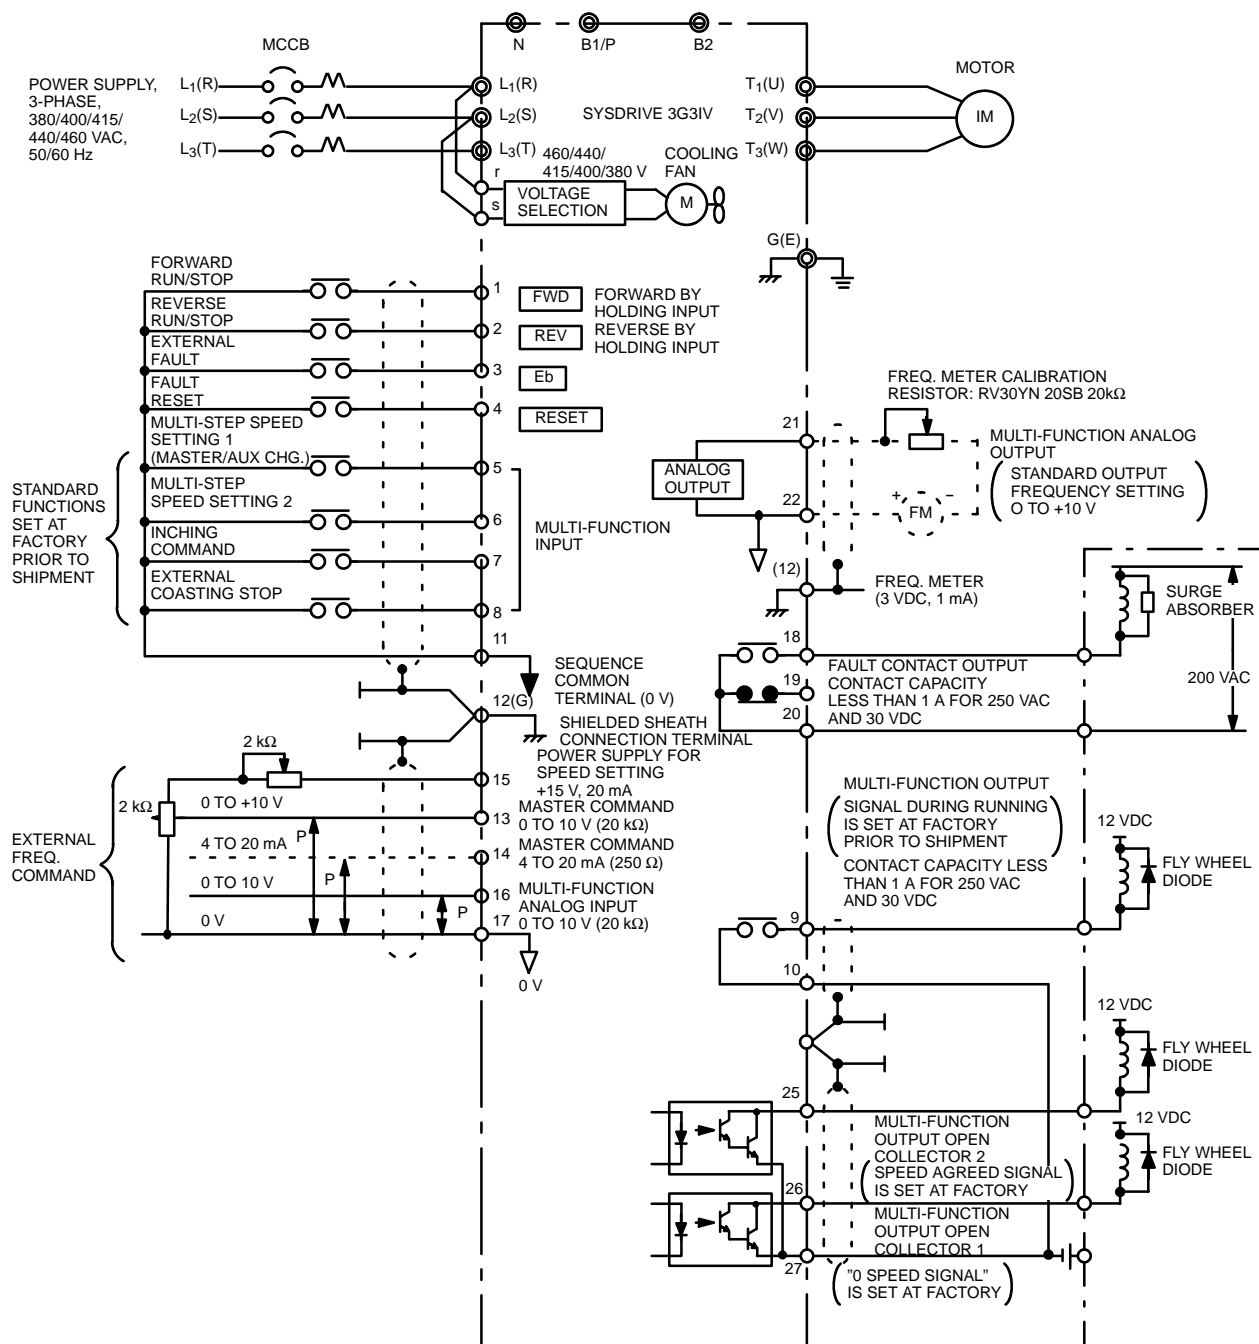 N
B1/P
B2
MCCB
MOTOR
POWER SUPPLY,
3-PHASE,
380/400/415/
440/460 VAC,
50/60 Hz
L1(R)
L2(S)
L3(T)
L1(R)
L2(S)
L3(T)
SYSDRIVE 3G3IV
T1(U)
T2(V)
T3(W)
IM
460/440/
415/400/380 V
COOLING
FAN
r
s
VOLTAGE
SELECTION
M
G(E)
FORWARD
RUN/STOP
REVERSE
RUN/STOP
EXTERNAL
FAULT
FAULT
RESET
MULTI-STEP SPEED
SETTING 1
(MASTER/AUX CHG.)
MULTI-STEP
SPEED SETTING 2
INCHING
COMMAND
EXTERNAL
COASTING STOP
STANDARD
FUNCTIONS
SET AT
FACTORY
PRIOR TO
SHIPMENT
1
2
3
4
5
6
7
8
11
12(G)
FWD
FORWARD BY
HOLDING INPUT
REV
REVERSE BY
HOLDING INPUT
Eb
RESET
MULTI-FUNCTION
INPUT
SEQUENCE
COMMON
TERMINAL (0 V)
SHIELDED SHEATH
CONNECTION TERMINAL
POWER SUPPLY FOR
SPEED SETTING
+15 V, 20 mA
MASTER COMMAND
0 TO 10 V (20 kΩ)
MASTER COMMAND
4 TO 20 mA (250 Ω)
MULTI-FUNCTION
ANALOG INPUT
0 TO 10 V (20 kΩ)
15
13
14
16
17
0 V
2 kΩ
2 kΩ
0 TO +10 V
4 TO 20 mA
0 TO 10 V
0 V
P
P
P
EXTERNAL
FREQ.
COMMAND
FREQ. METER CALIBRATION
RESISTOR: RV30YN 20SB 20kΩ
21
22
(12)
ANALOG
OUTPUT
MULTI-FUNCTION ANALOG
OUTPUT
STANDARD OUTPUT
FREQUENCY SETTING
O TO +10 V
+
FM
−
FREQ. METER
(3 VDC, 1 mA)
SURGE
ABSORBER
200 VAC
18
19
20
FAULT CONTACT OUTPUT
CONTACT CAPACITY
LESS THAN 1 A FOR 250 VAC
AND 30 VDC
MULTI-FUNCTION OUTPUT
SIGNAL DURING RUNNING
IS SET AT FACTORY
PRIOR TO SHIPMENT
CONTACT CAPACITY LESS
THAN 1 A FOR 250 VAC
AND 30 VDC
12 VDC
FLY WHEEL
DIODE
9
10
12 VDC
FLY WHEEL
DIODE
25
MULTI-FUNCTION
OUTPUT OPEN
COLLECTOR 2
(SPEED AGREED SIGNAL
IS SET AT FACTORY)
12 VDC
FLY WHEEL
DIODE
26
MULTI-FUNCTION
OUTPUT OPEN
COLLECTOR 1
27
("0 SPEED SIGNAL"
IS SET AT FACTORY)